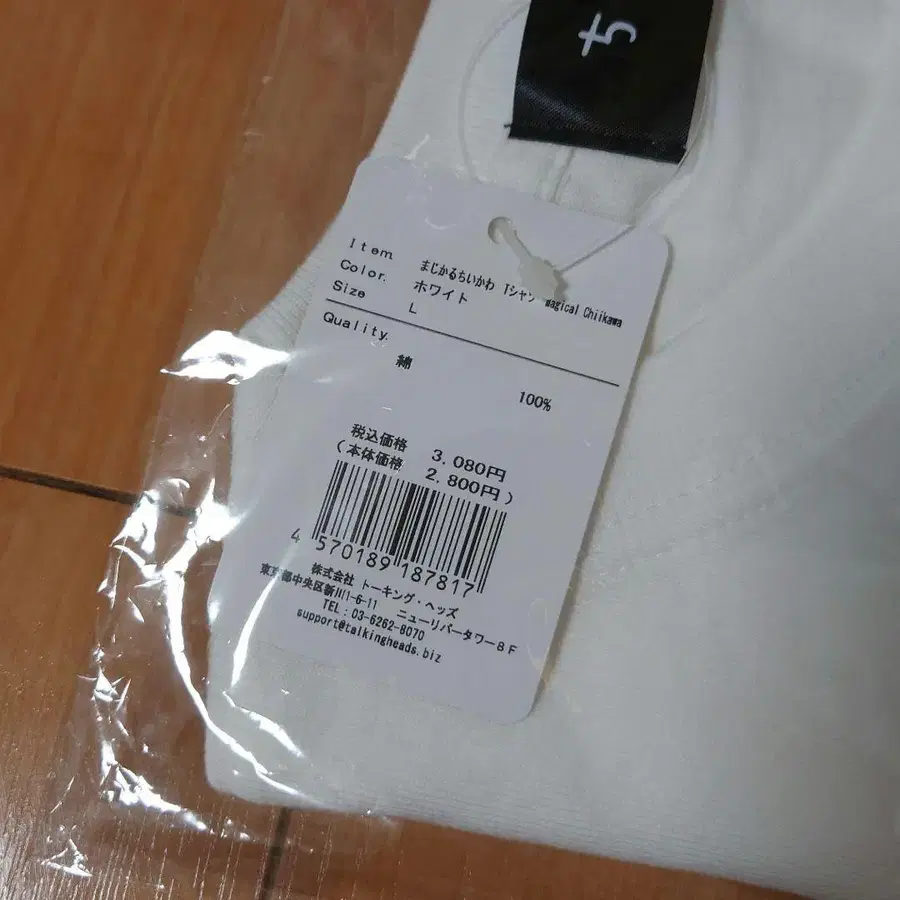 ち
Item. まじかるちいかわ Tシャツ Magical Chiikawa
Color. ホワイト
Size L
Quality.
綿 100%
税込価格 3,080円
(本体価格 2,800円)
4 570189 187817
株式会社 トーキング・ヘッズ
東京都中央区新川1-6-11 ニューリバータワー8F
TEL:03-6262-8070
support@talkingheads.biz